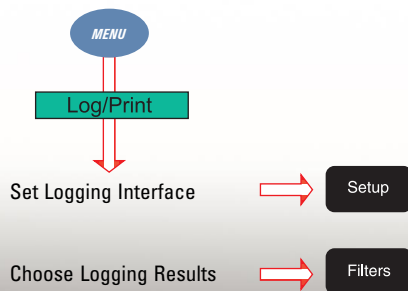 MENU
Log/Print
Set Logging Interface Setup
Choose Logging Results Filters